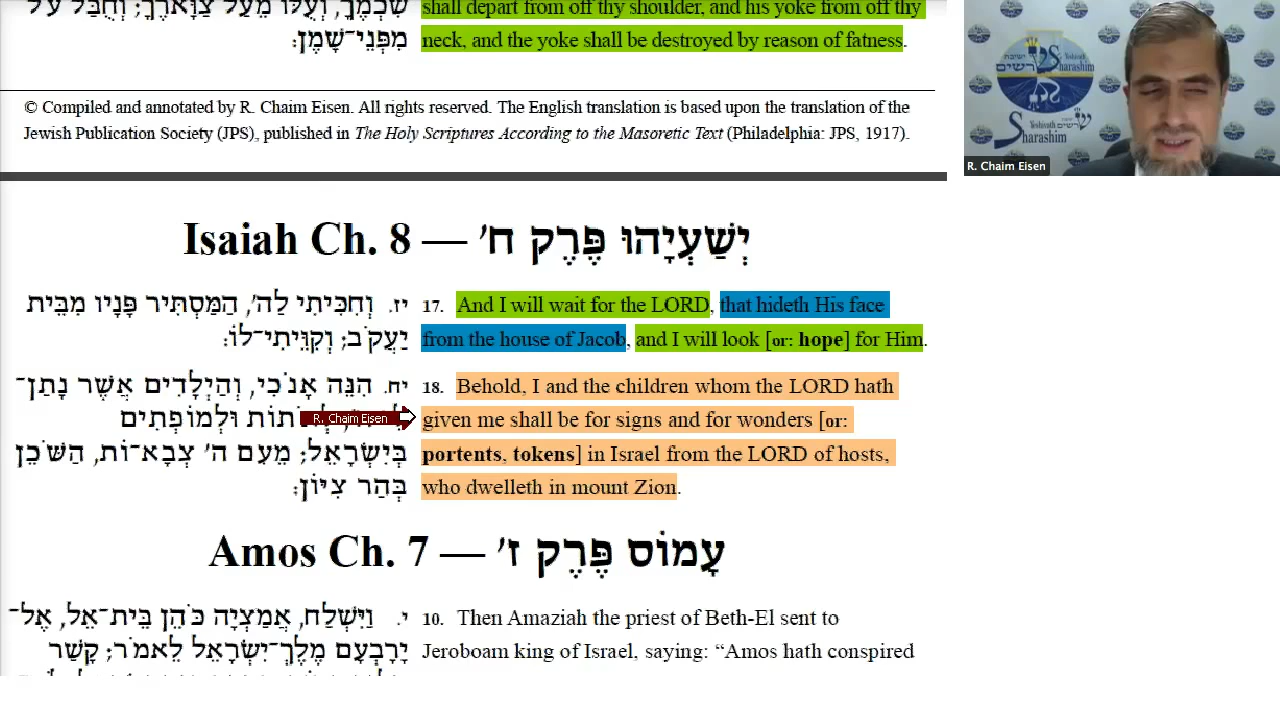 שִׁכְמֶךָ, וְעֻלּוֹ מֵעַל צַוָּארֶךָ; וְחֻבַּל עֹל
shall depart from off thy shoulder, and his yoke from off thy
מִפְּנֵי־שָׁמֶן:
neck, and the yoke shall be destroyed by reason of fatness.
© Compiled and annotated by R. Chaim Eisen. All rights reserved. The English translation is based upon the translation of the
Jewish Publication Society (JPS), published in The Holy Scriptures According to the Masoretic Text (Philadelphia: JPS, 1917).
Isaiah Ch. 8 — יְשַׁעְיָהוּ פֶּרֶק ח׳
יז. וְחִכִּיתִי לַה׳, הַמַּסְתִּיר פָּנָיו מִבֵּית
יַעֲקֹב; וְקִוֵּיתִי־לוֹ:
17. And I will wait for the LORD, that hideth His face
from the house of Jacob, and I will look [or: hope] for Him.
יח. הִנֵּה אָנֹכִי, וְהַיְלָדִים אֲשֶׁר נָתַן־
וּלְמוֹפְתִים
בְּיִשְׂרָאֵל; מֵעִם ה׳ צְבָא־וֹת, הַשֹּׁכֵן
בְּהַר צִיּוֹן:
18. Behold, I and the children whom the LORD hath
given me shall be for signs and for wonders [or:
portents, tokens] in Israel from the LORD of hosts,
who dwelleth in mount Zion.
R. Chaim Eisen
Amos Ch. 7 — עָמוֹס פֶּרֶק ז׳
י. וַיִּשְׁלַח, אֲמַצְיָה כֹּהֵן בֵּית־אֵל, אֶל־
יָרָבְעָם מֶלֶךְ־יִשְׂרָאֵל לֵאמֹר; קָשַׁר
10. Then Amaziah the priest of Beth-El sent to
Jeroboam king of Israel, saying: “Amos hath conspired
ישיבת
שרשים
Sharashim
Yeshivath
Sharashim
R. Chaim Eisen